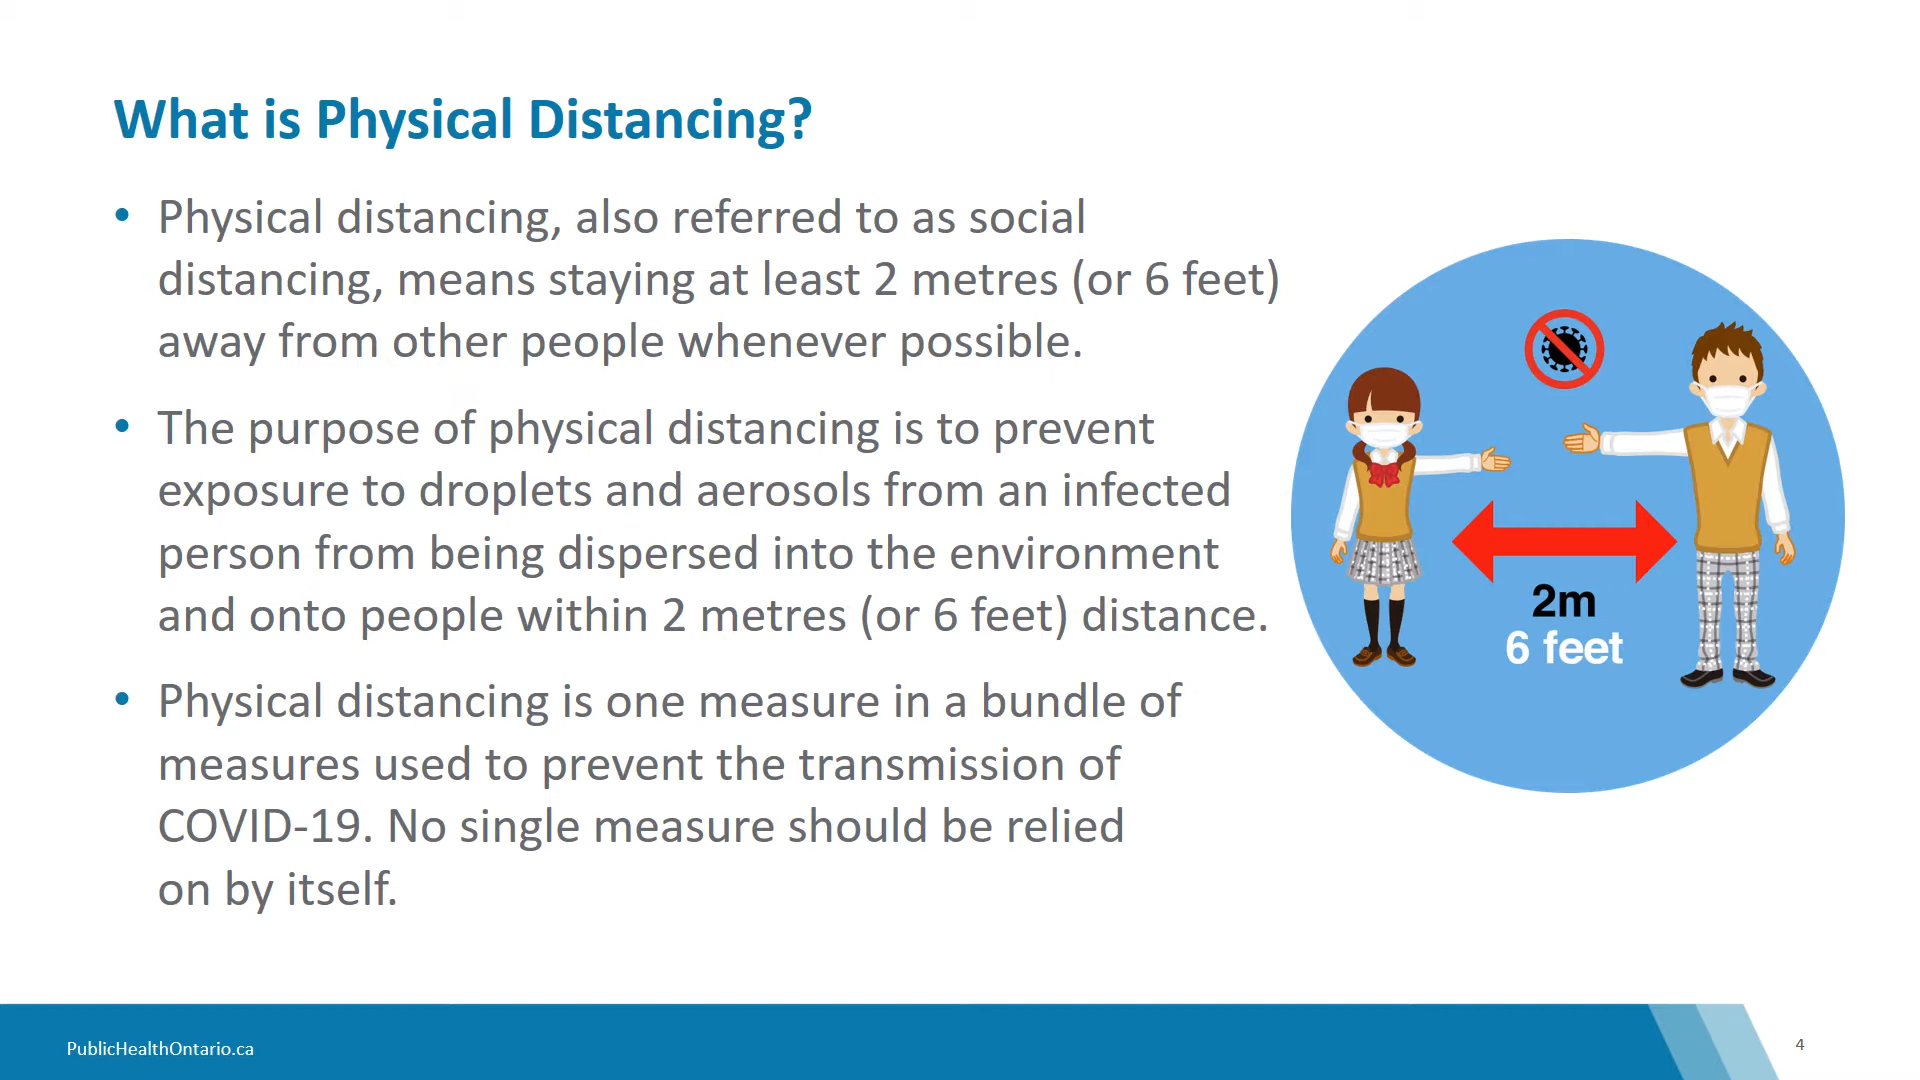 What is Physical Distancing?
• Physical distancing, also referred to as social
distancing, means staying at least 2 metres (or 6 feet)
away from other people whenever possible.
• The purpose of physical distancing is to prevent
exposure to droplets and aerosols from an infected
person from being dispersed into the environment
and onto people within 2 metres (or 6 feet) distance.
• Physical distancing is one measure in a bundle of
measures used to prevent the transmission of
COVID-19. No single measure should be relied
on by itself.
2m
6 feet
PublicHealthOntario.ca
4